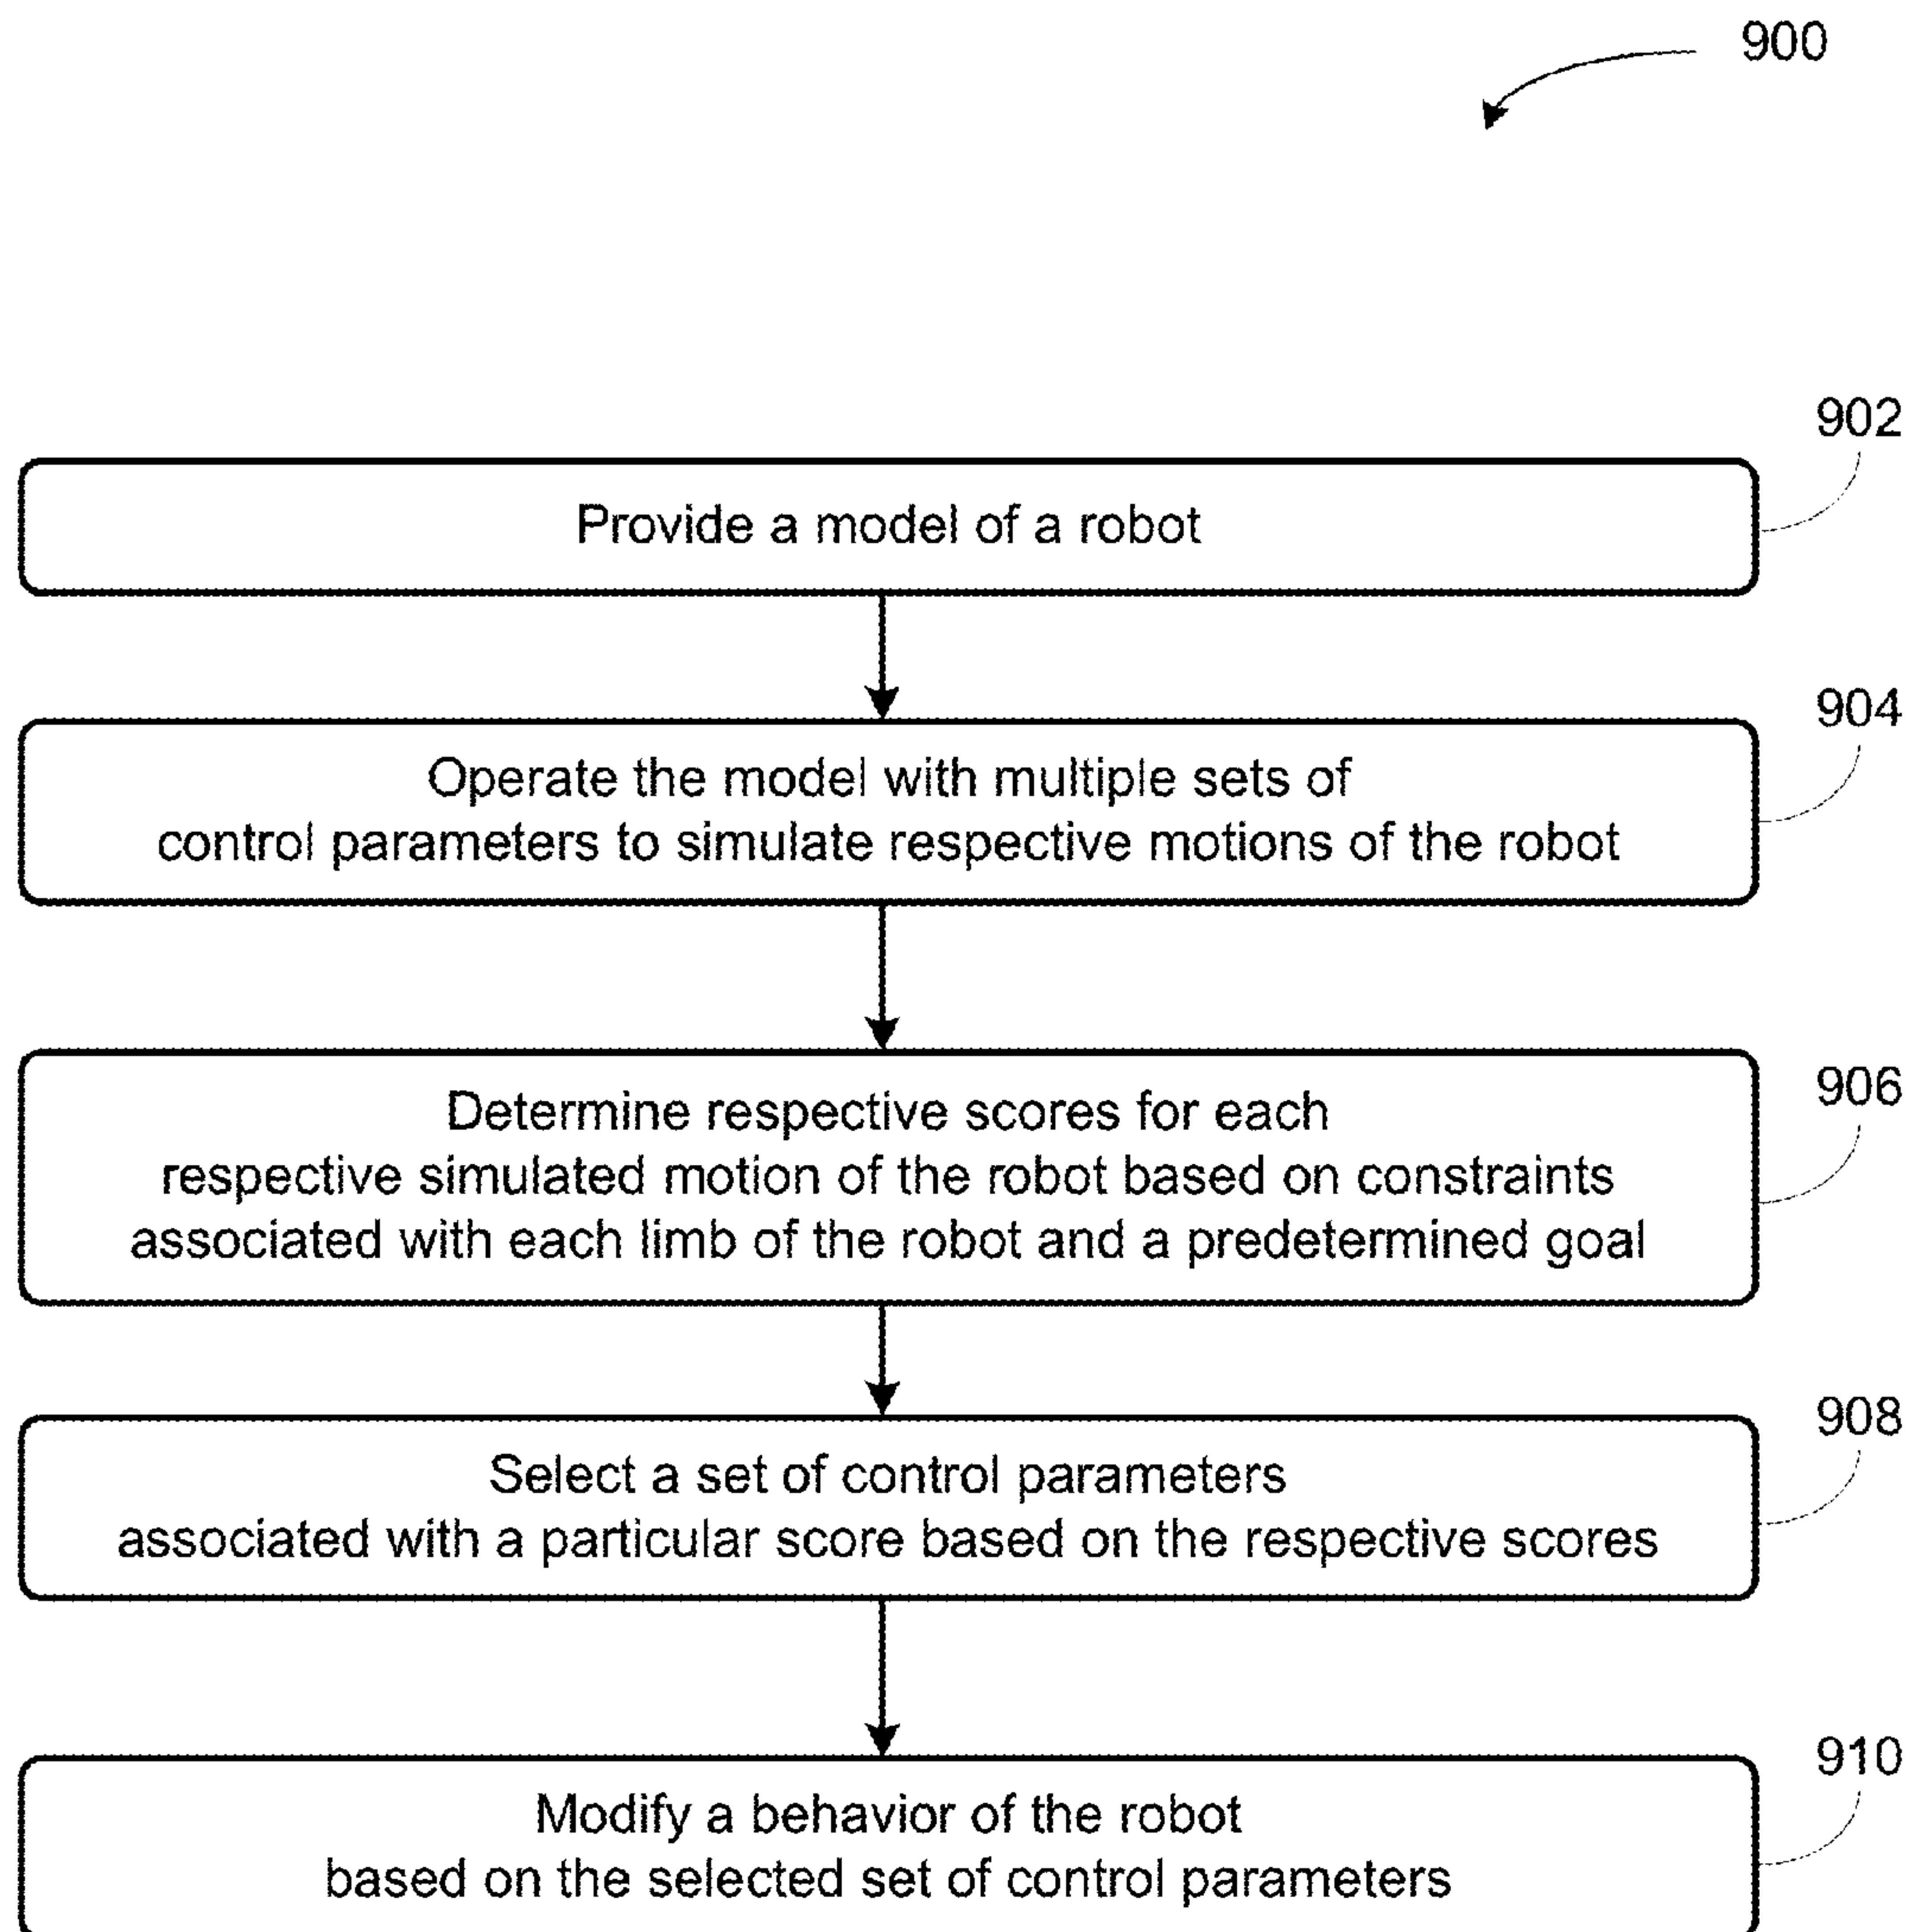 900
902
Provide a model of a robot
904
Operate the model with multiple sets of
control parameters to simulate respective motions of the robot
906
Determine respective scores for each
respective simulated motion of the robot based on constraints
associated with each limb of the robot and a predetermined goal
908
Select a set of control parameters
associated with a particular score based on the respective scores
910
Modify a behavior of the robot
based on the selected set of control parameters